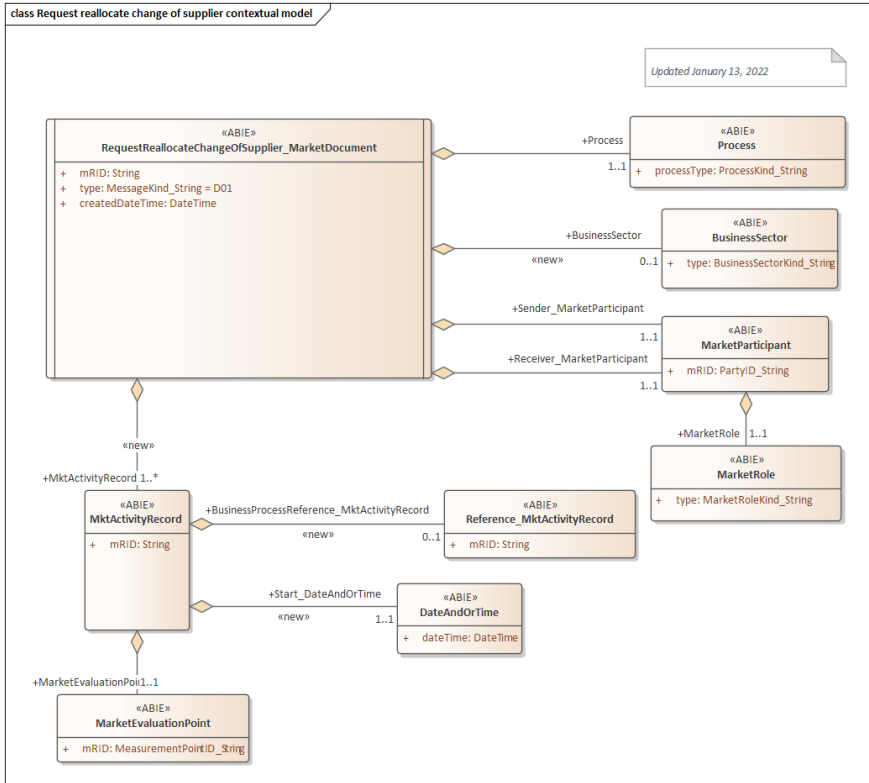 class Request reallocate change of supplier contextual model
Updated January 13, 2022
«ABIE»
RequestReallocateChangeOfSupplier_MarketDocument
+ mRID: String
+ type: MessageKind_String = D01
+ createdDateTime: DateTime
+Process
1..1
«ABIE»
Process
+ processType: ProcessKind_String
+BusinessSector
«new»
0..1
«ABIE»
BusinessSector
+ type: BusinessSectorKind_String
+Sender_MarketParticipant
1..1
+Receiver_MarketParticipant
1..1
«ABIE»
MarketParticipant
+ mRID: PartyID_String
+MarketRole 1..1
«ABIE»
MarketRole
+ type: MarketRoleKind_String
«new»
+MktActivityRecord 1..*
«ABIE»
MktActivityRecord
+ mRID: String
+BusinessProcessReference_MktActivityRecord
«new»
0..1
«ABIE»
Reference_MktActivityRecord
+ mRID: String
+Start_DateAndOrTime
«new»
1..1
«ABIE»
DateAndOrTime
+ dateTime: DateTime
+MarketEvaluationPoi 1..1
«ABIE»
MarketEvaluationPoint
+ mRID: MeasurementPointID_String